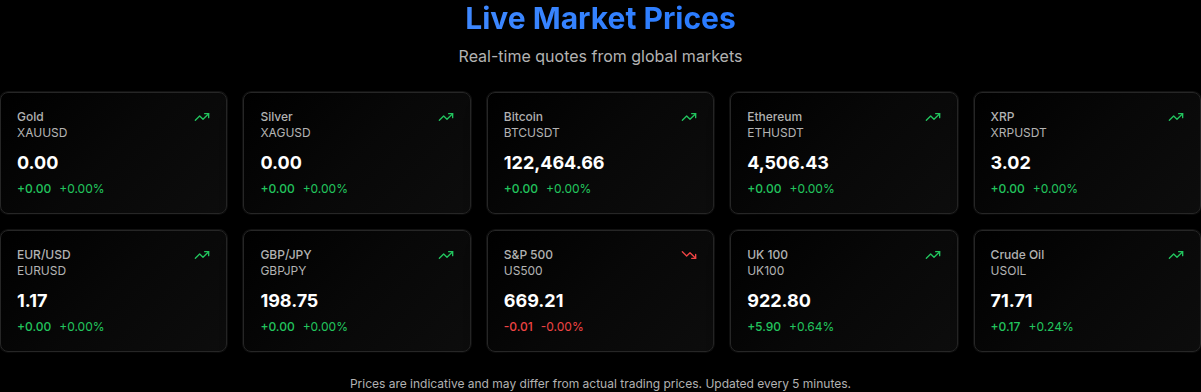 Live Market Prices
Real-time quotes from global markets
Gold
XAUUSD
0.00
+0.00 +0.00%
Silver
XAGUSD
0.00
+0.00 +0.00%
Bitcoin
BTCUSDT
122,464.66
+0.00 +0.00%
Ethereum
ETHUSDT
4,506.43
+0.00 +0.00%
XRP
XRPUSDT
3.02
+0.00 +0.00%
EUR/USD
EURUSD
1.17
+0.00 +0.00%
GBP/JPY
GBPJPY
198.75
+0.00 +0.00%
S&P 500
US500
669.21
-0.01 -0.00%
UK 100
UK100
922.80
+5.90 +0.64%
Crude Oil
USOIL
71.71
+0.17 +0.24%
Prices are indicative and may differ from actual trading prices. Updated every 5 minutes.